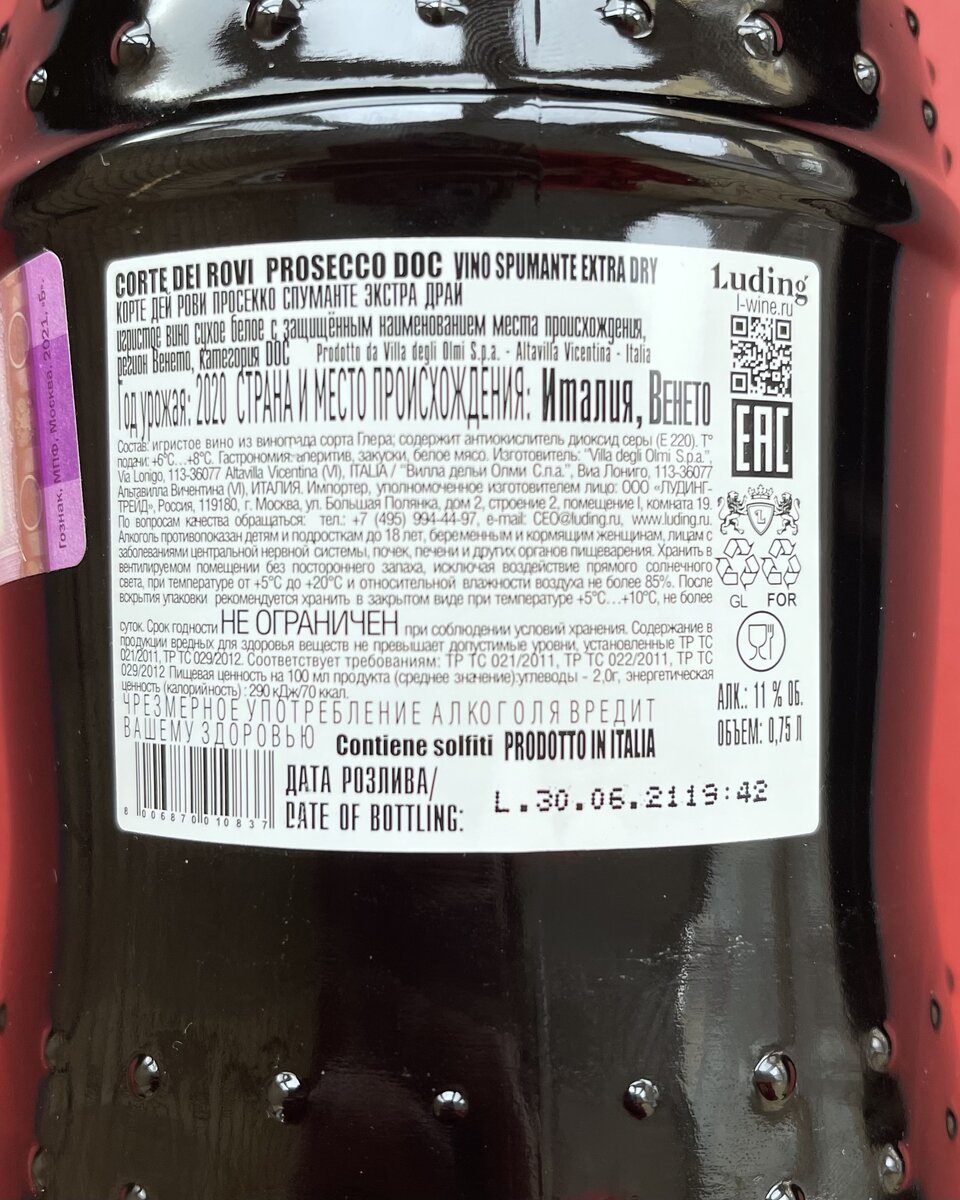 CORTE DEI ROVI PROSECCO DOC VINO SPUMANTE EXTRA DRY
КОРТЕ ДЕИ РОВИ ПРОСЕККО СПУМАНТЕ ЭКСТРА ДРАЙ
игристое вино сухое белое с защищённым наименованием места происхождения,
регион Венето, категория DOC Prodotto da Villa degli Olmi S.p.a. - Altavilla Vicentina - Italia
Год урожая: 2020 СТРАНА И МЕСТО ПРОИСХОЖДЕНИЯ: Италия, ВЕНЕТО
Состав: игристое вино из винограда сорта Глера; содержит антиокислитель диоксид серы (Е 220). T°
подачи: +6°C...+8°C. Гастрономия: аперитив, закуски, белое мясо. Изготовитель: "Villa degli Olmi S.p.a.",
Via Lonigo, 113-36077 Altavilla Vicentina (VI), ITALIA / "Вилла дельи Олми С.п.а.", Виа Лониго, 113-36077
Альтавилла Вичентина (VI), ИТАЛИЯ. Импортер, уполномоченное изготовителем лицо: ООО «ЛУДИНГ-
ТРЕЙД», Россия, 119180, г. Москва, ул. Большая Полянка, дом 2, строение 2, помещение I, комната 19.
По вопросам качества обращаться: тел.: +7 (495) 994-44-97, e-mail: CEO@luding.ru, www.luding.ru.
Алкоголь противопоказан детям и подросткам до 18 лет, беременным и кормящим женщинам, лицам с
заболеваниями центральной нервной системы, почек, печени и других органов пищеварения. Хранить в
вентилируемом помещении без постороннего запаха, исключая воздействие прямого солнечного
света, при температуре от +5°C до +20°C и относительной влажности воздуха не более 85%. После
вскрытия упаковки рекомендуется хранить в закрытом виде при температуре +5°C...+10°C, не более
суток. Срок годности НЕ ОГРАНИЧЕН при соблюдении условий хранения. Содержание в
продукции вредных для здоровья веществ не превышает допустимые уровни, установленные ТР ТС
021/2011, ТР ТС 029/2012. Соответствует требованиям: ТР ТС 021/2011, ТР ТС 022/2011, ТР ТС
029/2012 Пищевая ценность на 100 мл продукта (среднее значение):углеводы - 2,0г, энергетическая
ценность (калорийность) : 290 кДж/70 ккал.
ЧРЕЗМЕРНОЕ УПОТРЕБЛЕНИЕ АЛКОГОЛЯ ВРЕДИТ
ВАШЕМУ ЗДОРОВЬЮ Contiene solfiti PRODOTTO IN ITALIA
8 006870 010837
ДАТА РОЗЛИВА/
DATE OF BOTTLING: L.30.06.2119:42
Luding
l-wine.ru
EAC
L
GL FOR
АЛК.: 11 % ОБ.
ОБЪЕМ: 0,75 Л
Гознак, МПФ, Москва, 2021, «Б».